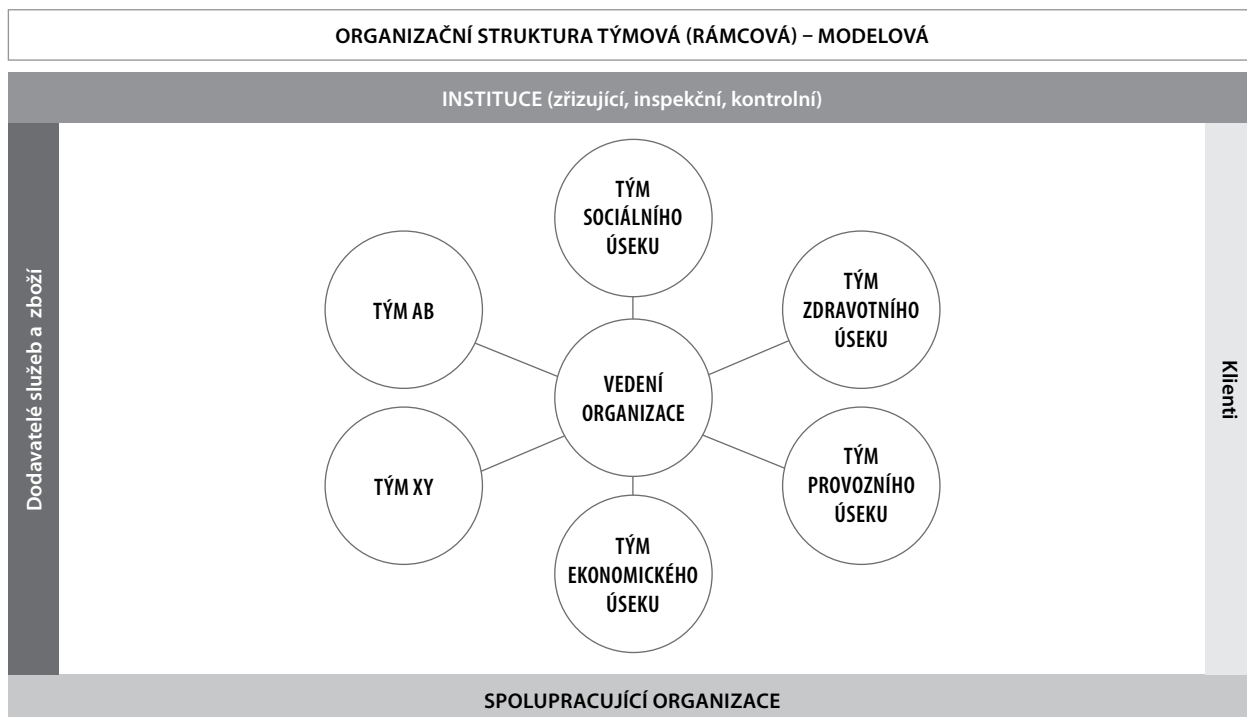 ORGANIZAČNÍ STRUKTURA TÝMOVÁ (RÁMCOVÁ) – MODELOVÁ
INSTITUCE (zřizující, inspekční, kontrolní)
Dodavatelé služeb a zboží
TÝM
SOCIÁLNÍHO
ÚSEKU
TÝM AB
TÝM
ZDRAVOTNÍHO
ÚSEKU
VEDENÍ
ORGANIZACE
TÝM XY
TÝM
PROVOZNÍHO
ÚSEKU
TÝM
EKONOMICKÉHO
ÚSEKU
Klienti
SPOLUPRACUJÍCÍ ORGANIZACE